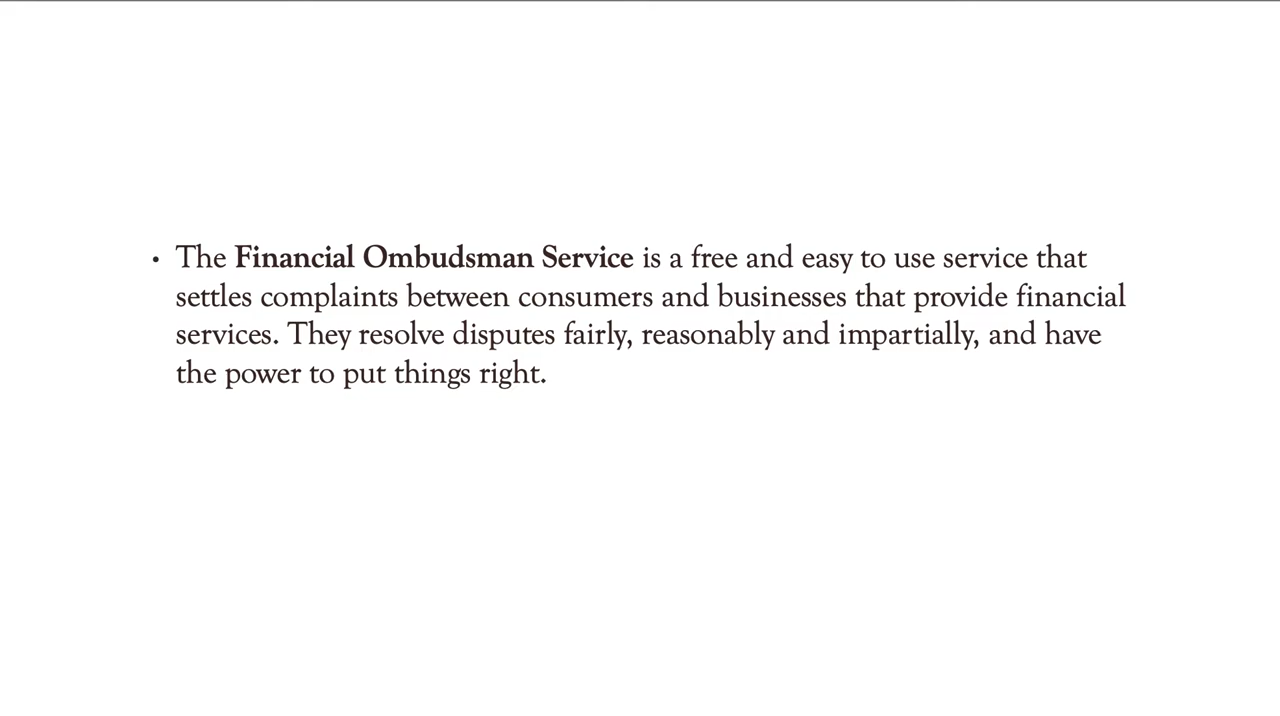 • The Financial Ombudsman Service is a free and easy to use service that
settles complaints between consumers and businesses that provide financial
services. They resolve disputes fairly, reasonably and impartially, and have
the power to put things right.